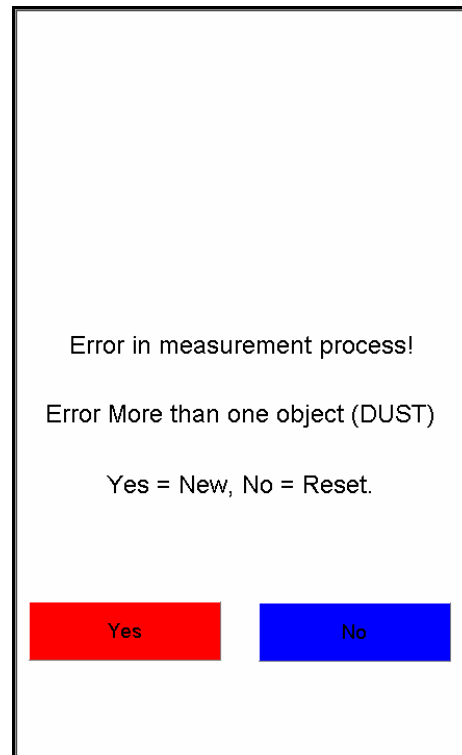 Error in measurement process!
Error More than one object (DUST)
Yes = New, No = Reset.
Yes No